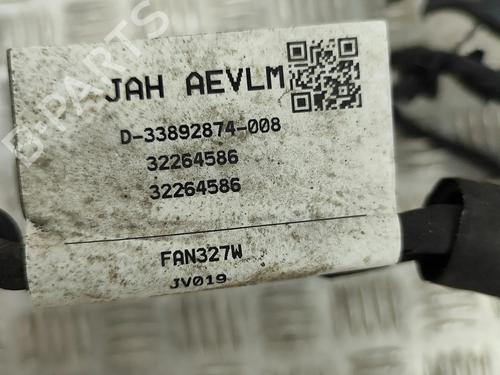 JAH AEVLM
D-33892874-008
32264586
32264586
FAN327W
JV019
B-PARTS